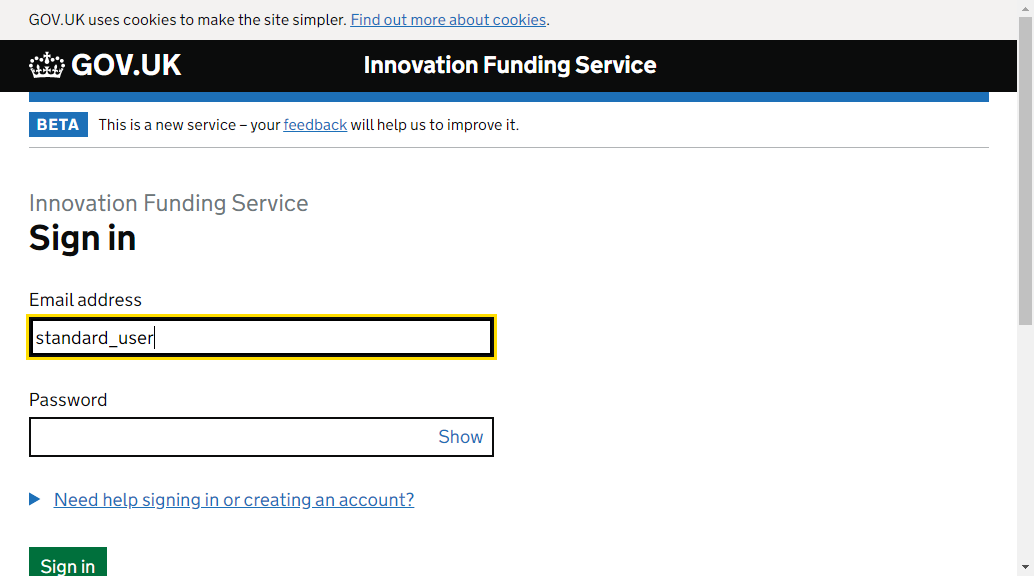 GOV.UK uses cookies to make the site simpler. Find out more about cookies.
GOV.UK Innovation Funding Service
BETA This is a new service – your feedback will help us to improve it.
Innovation Funding Service
Sign in
Email address
standard_user
Password
Show
Need help signing in or creating an account?
Sign in